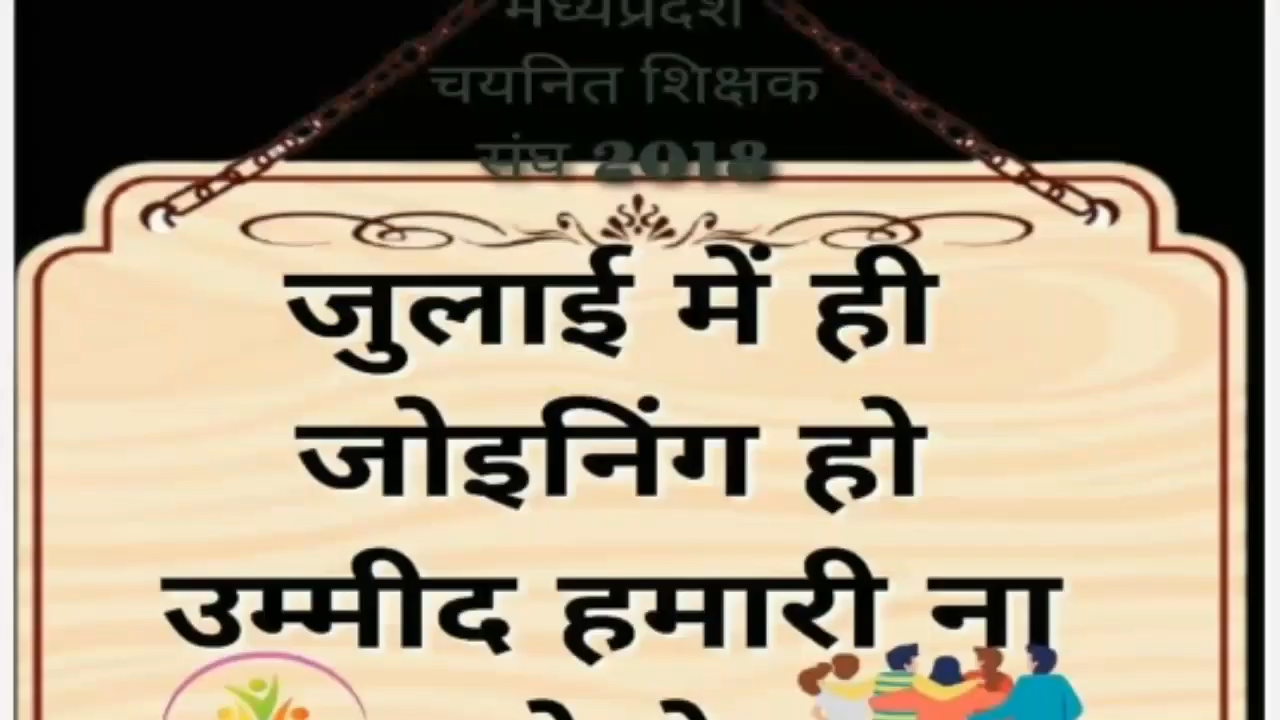 मध्यप्रदेश
चयनित शिक्षक
संघ 2018
जुलाई में ही
जोइनिंग हो
उम्मीद हमारी ना